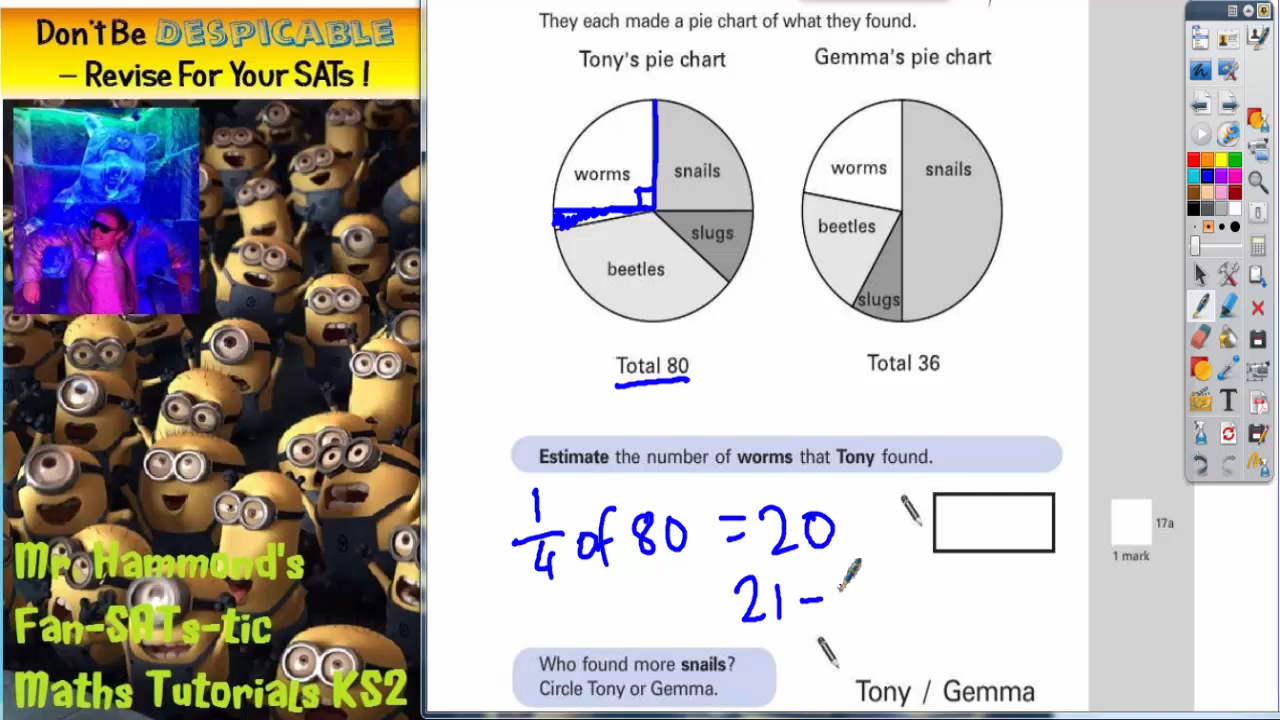 Don't Be DESPICABLE
– Revise For Your SATs !
Mr Hammond's
Fan-SATs-tic
Maths Tutorials KS2
They each made a pie chart of what they found.
Tony's pie chart
Gemma's pie chart
worms
snails
slugs
beetles
worms
snails
beetles
slugs
Total 80
Total 36
Estimate the number of worms that Tony found.
1/4 of 80 = 20
21 –
17a
1 mark
Who found more snails?
Circle Tony or Gemma.
Tony / Gemma